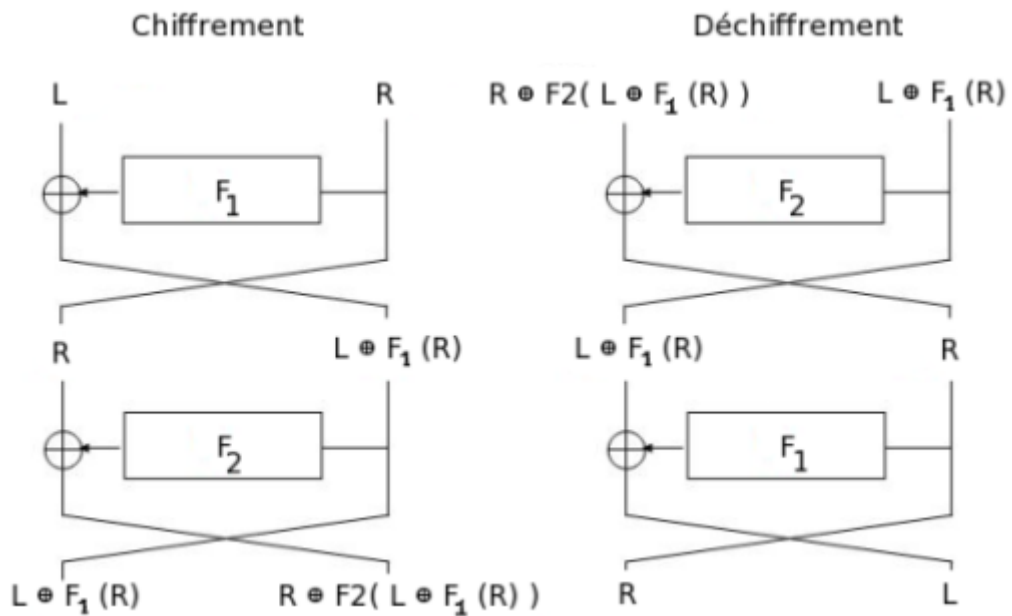 Chiffrement
Déchiffrement
L
R
R ⊕ F2( L ⊕ F₁ (R) )
L ⊕ F₁ (R)
F₁
F₂
R
L ⊕ F₁ (R)
L ⊕ F₁ (R)
R
F₂
F₁
L ⊕ F₁ (R)
R ⊕ F2( L ⊕ F₁ (R) )
R
L